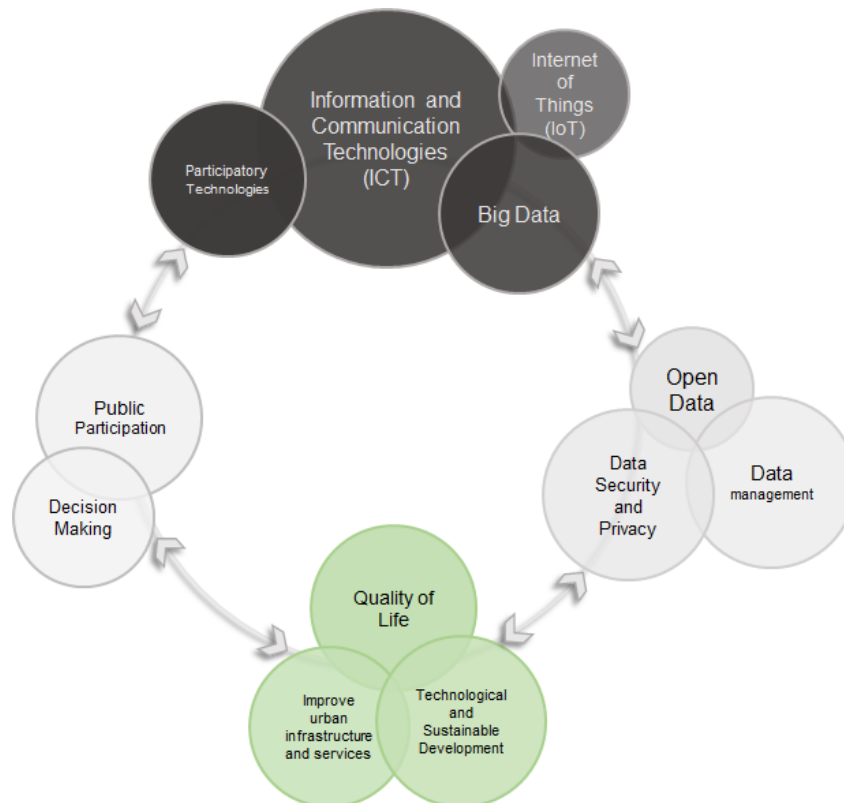 Internet
of
Things
(IoT)
Information and
Communication
Technologies
(ICT)
Participatory
Technologies
Big Data
Open
Data
Public
Participation
Data
Security
and
Privacy
Data
management
Decision
Making
Quality of
Life
Improve
urban
infrastructure
and services
Technological
and
Sustainable
Development